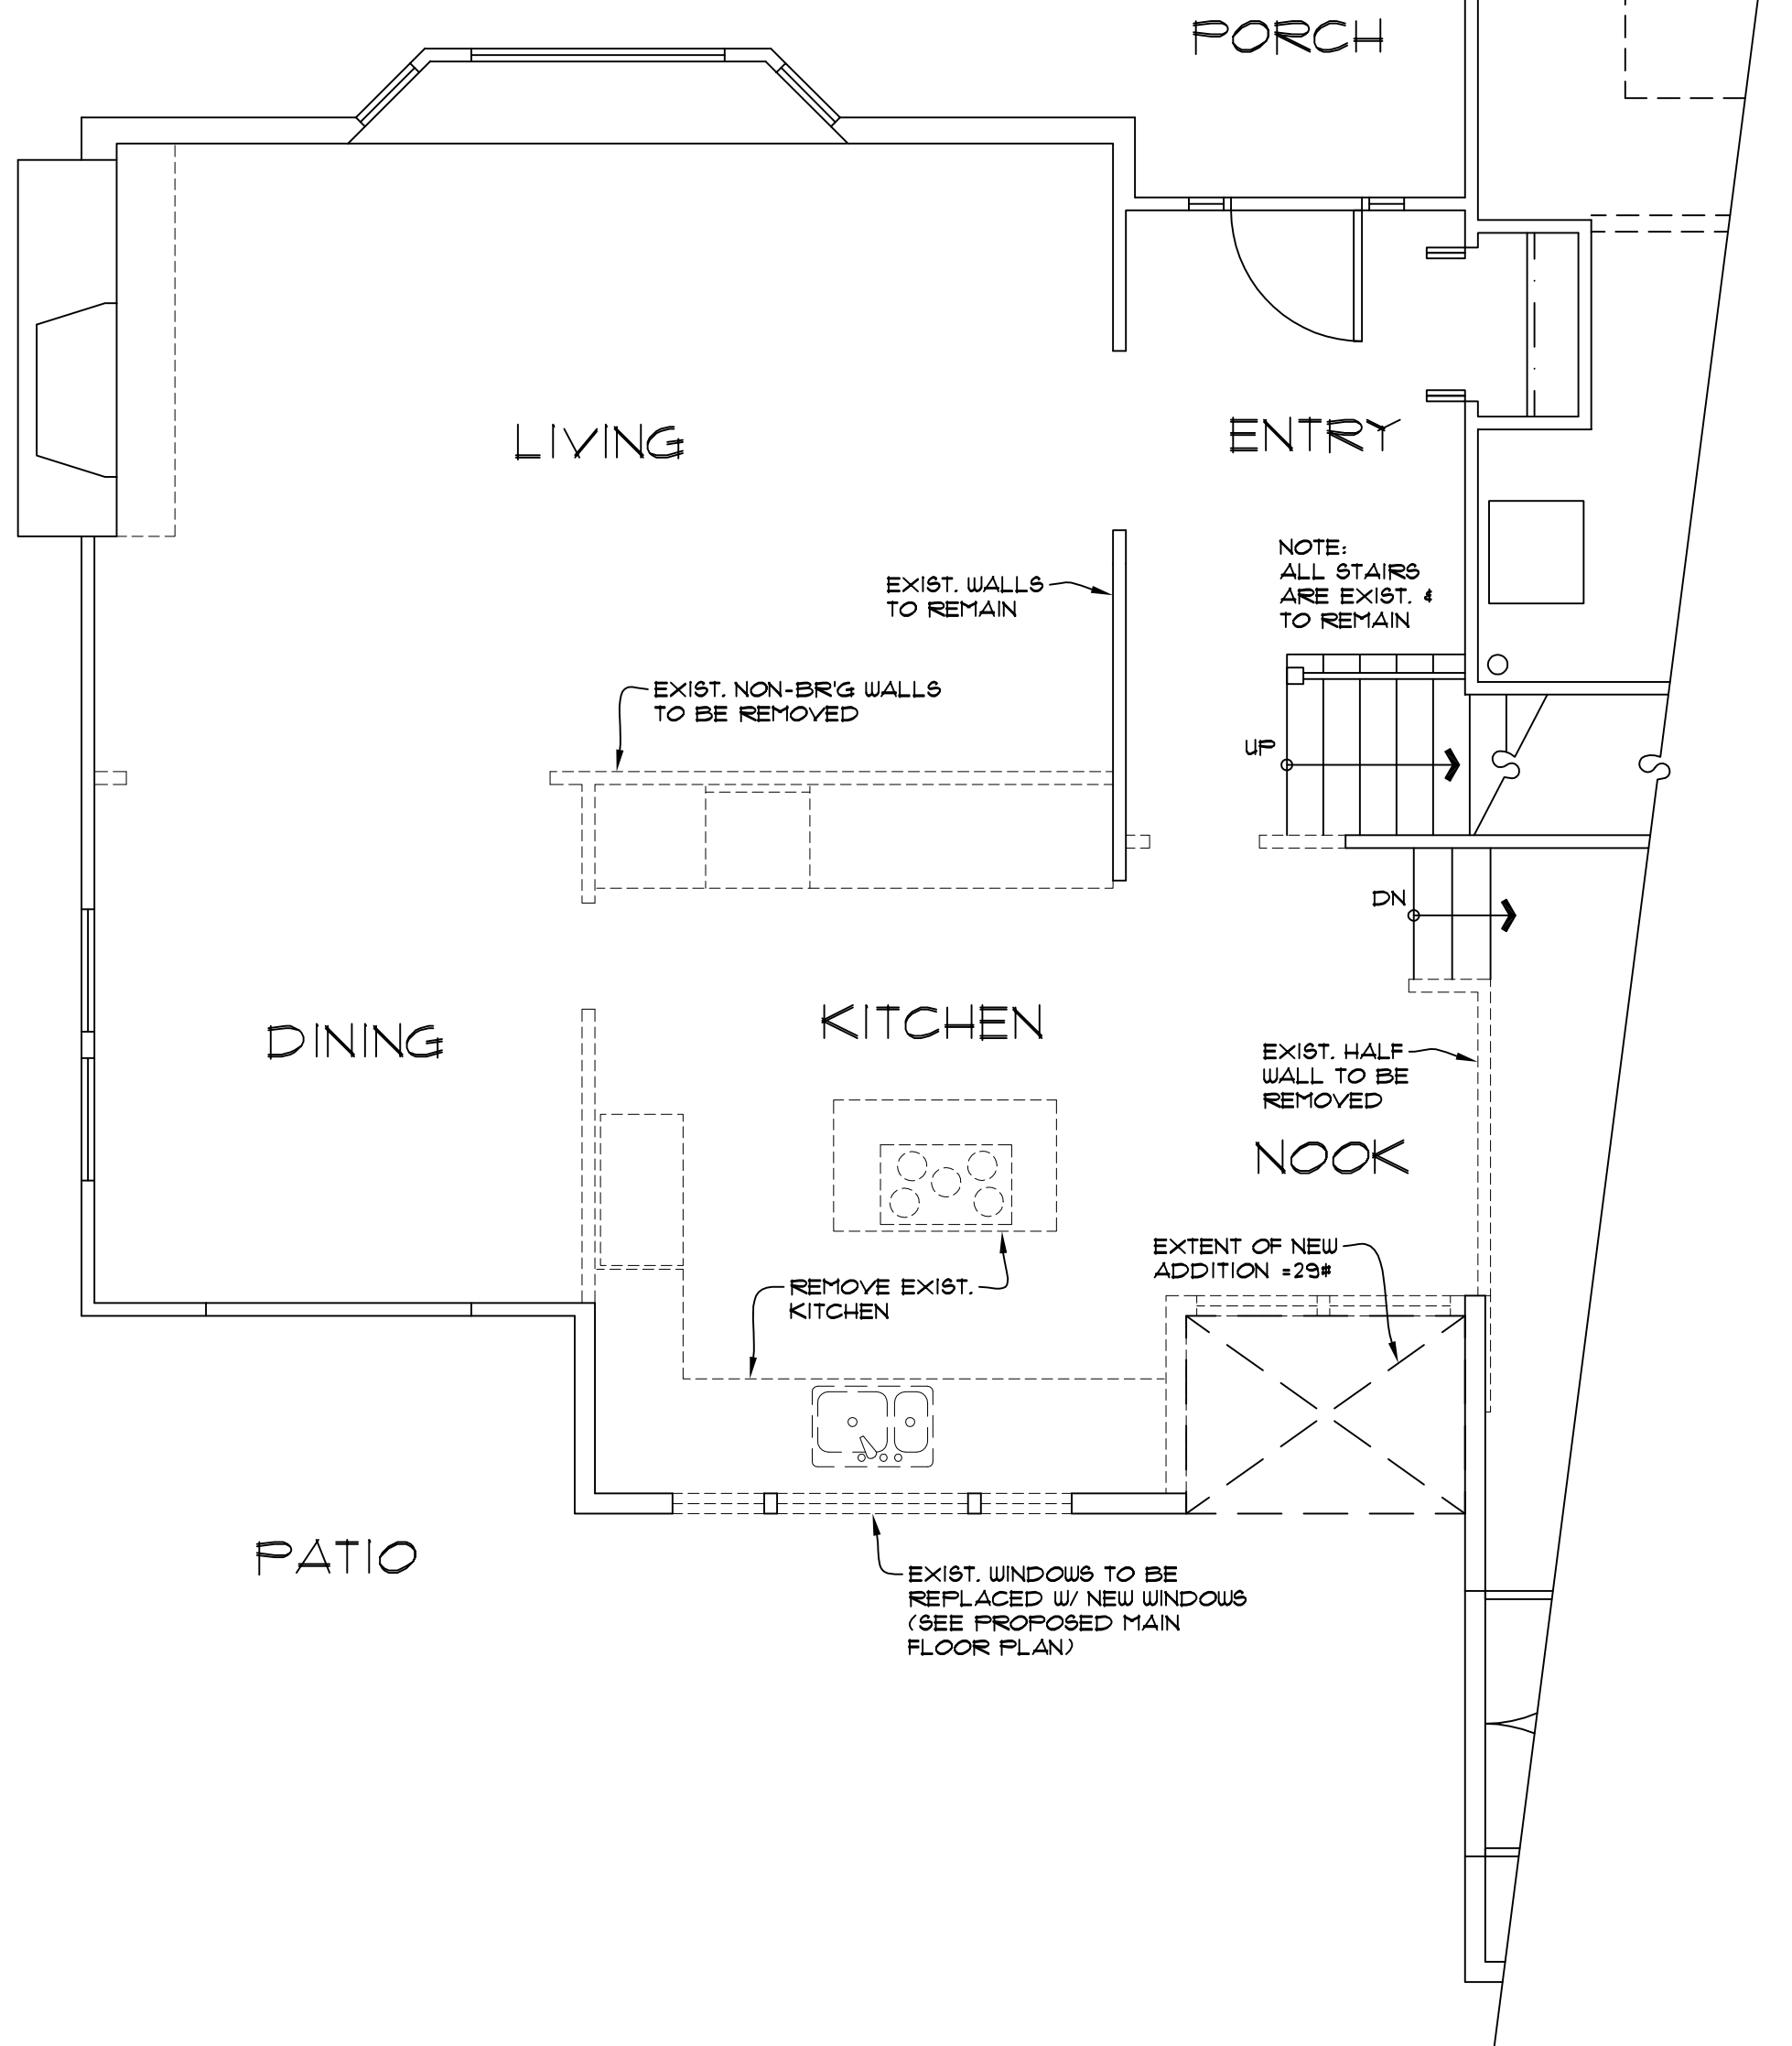 PORCH
LIVING
ENTRY
NOTE:
ALL STAIRS
ARE EXIST. &
TO REMAIN
EXIST. WALLS
TO REMAIN
EXIST. NON-BR'G WALLS
TO BE REMOVED
UP
DN
KITCHEN
DINING
EXIST. HALF
WALL TO BE
REMOVED
NOOK
EXTENT OF NEW
ADDITION =29#
REMOVE EXIST.
KITCHEN
PATIO
EXIST. WINDOWS TO BE
REPLACED W/ NEW WINDOWS
(SEE PROPOSED MAIN
FLOOR PLAN)